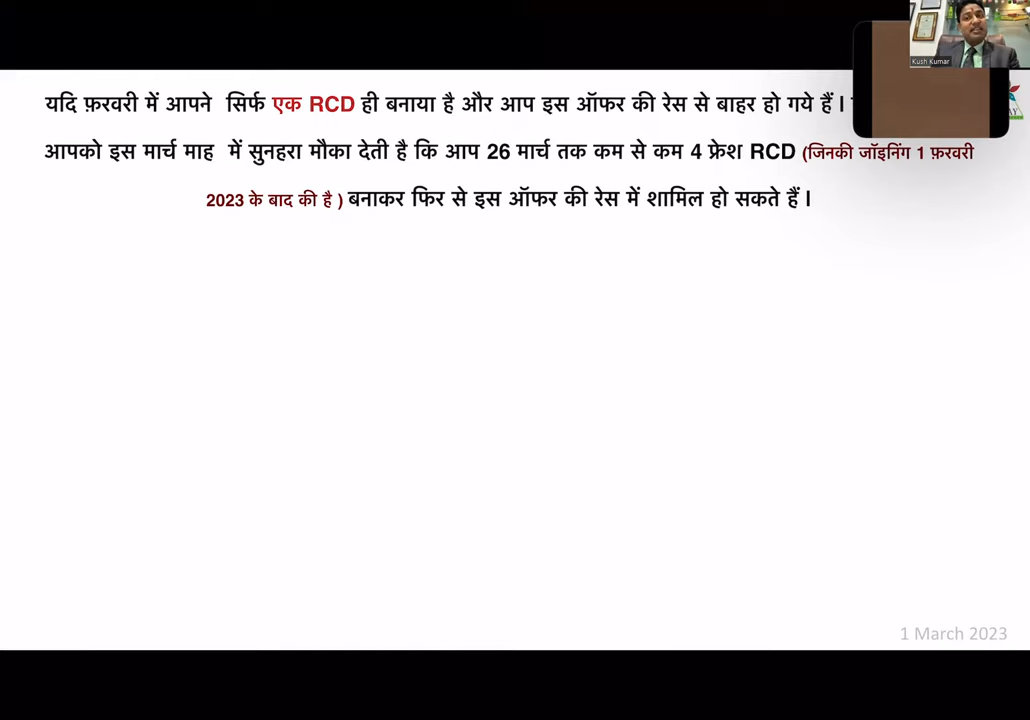 Kush Kumar
यदि फ़रवरी में आपने सिर्फ एक RCD ही बनाया है और आप इस ऑफर की रेस से बाहर हो गये हैं l
आपको इस मार्च माह में सुनहरा मौका देती है कि आप 26 मार्च तक कम से कम 4 फ्रेश RCD (जिनकी जॉइनिंग 1 फ़रवरी
2023 के बाद की है ) बनाकर फिर से इस ऑफर की रेस में शामिल हो सकते हैं l
1 March 2023